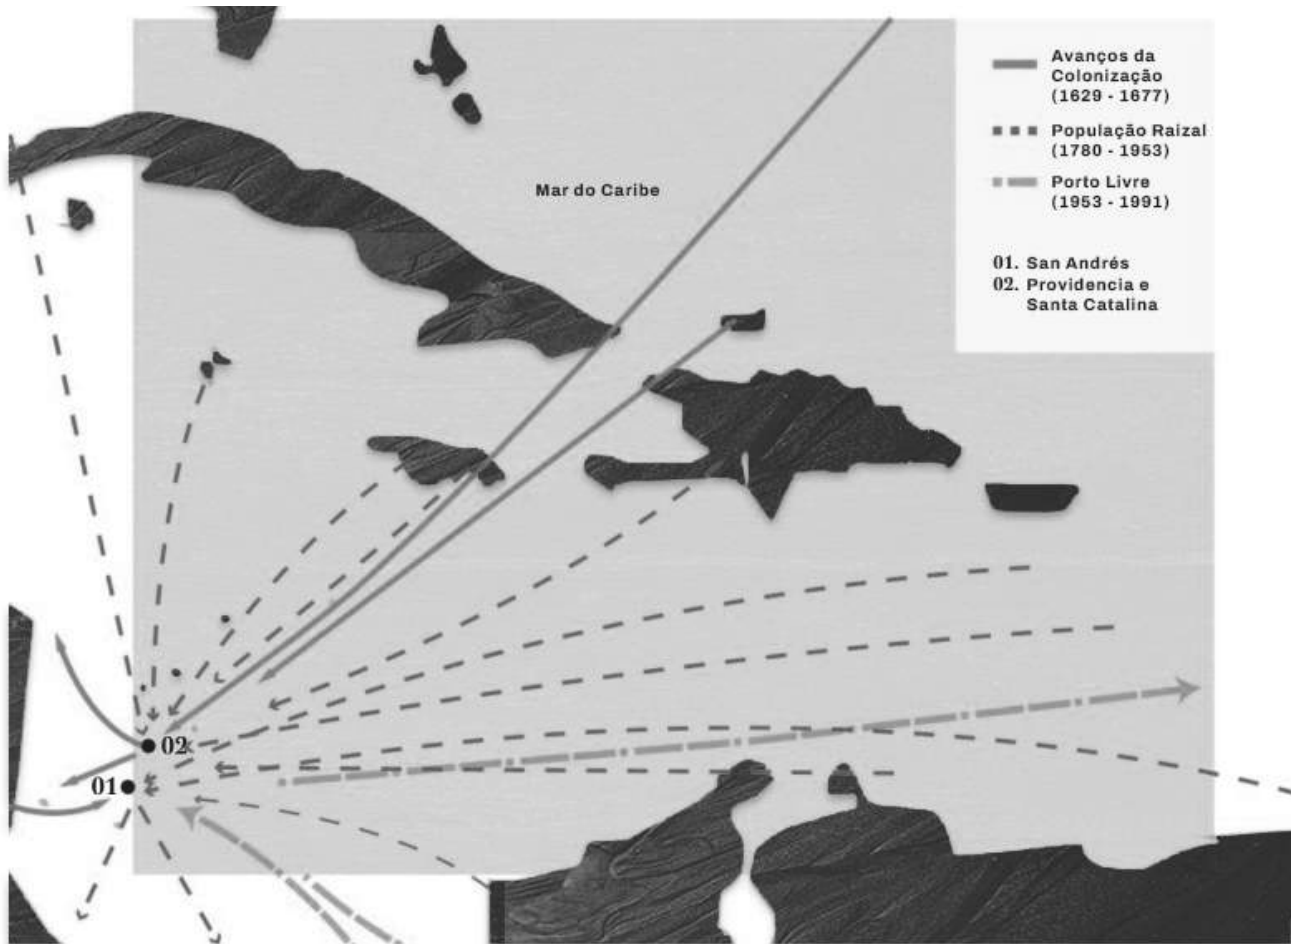 Avanços da
Colonização
(1629 - 1677)
População Raizal
(1780 - 1953)
Mar do Caribe
Porto Livre
(1953 - 1991)
01. San Andrés
02. Providencia e
Santa Catalina
02
01